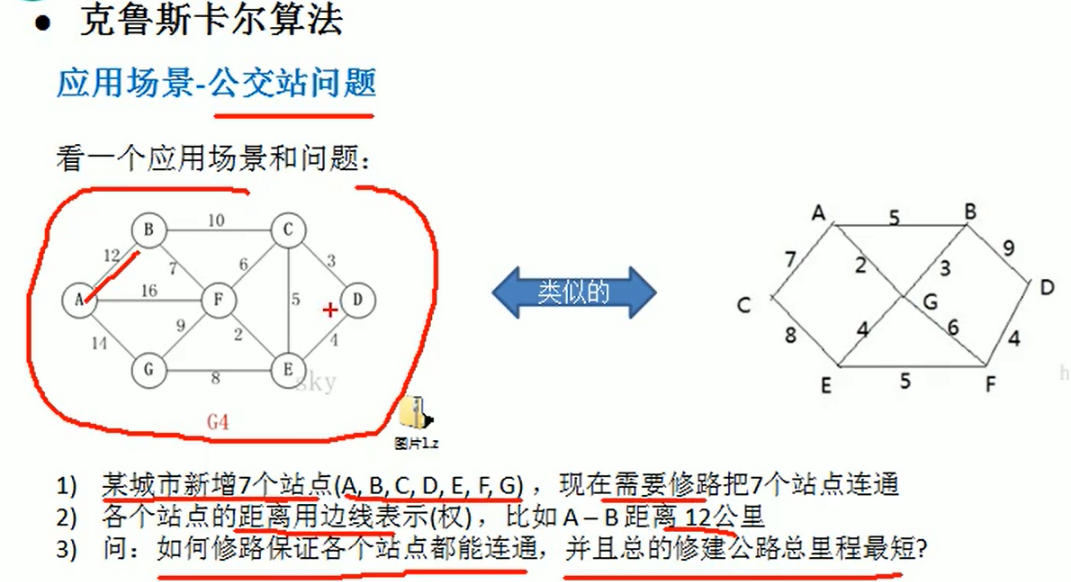 ● 克鲁斯卡尔算法
应用场景-公交站问题
看一个应用场景和问题：
B 10 C
12 7 6 3
A 16 F 5 D
14 9 2 4
G 8 E
sky
G4
图片1.z
类似的
A 5 B
7 2 3 9
C G D
8 4 6 4
E 5 F
h
1) 某城市新增7个站点(A, B, C, D, E, F, G) ，现在需要修路把7个站点连通
2) 各个站点的距离用边线表示(权) ，比如 A – B 距离 12公里
3) 问：如何修路保证各个站点都能连通，并且总的修建公路总里程最短?